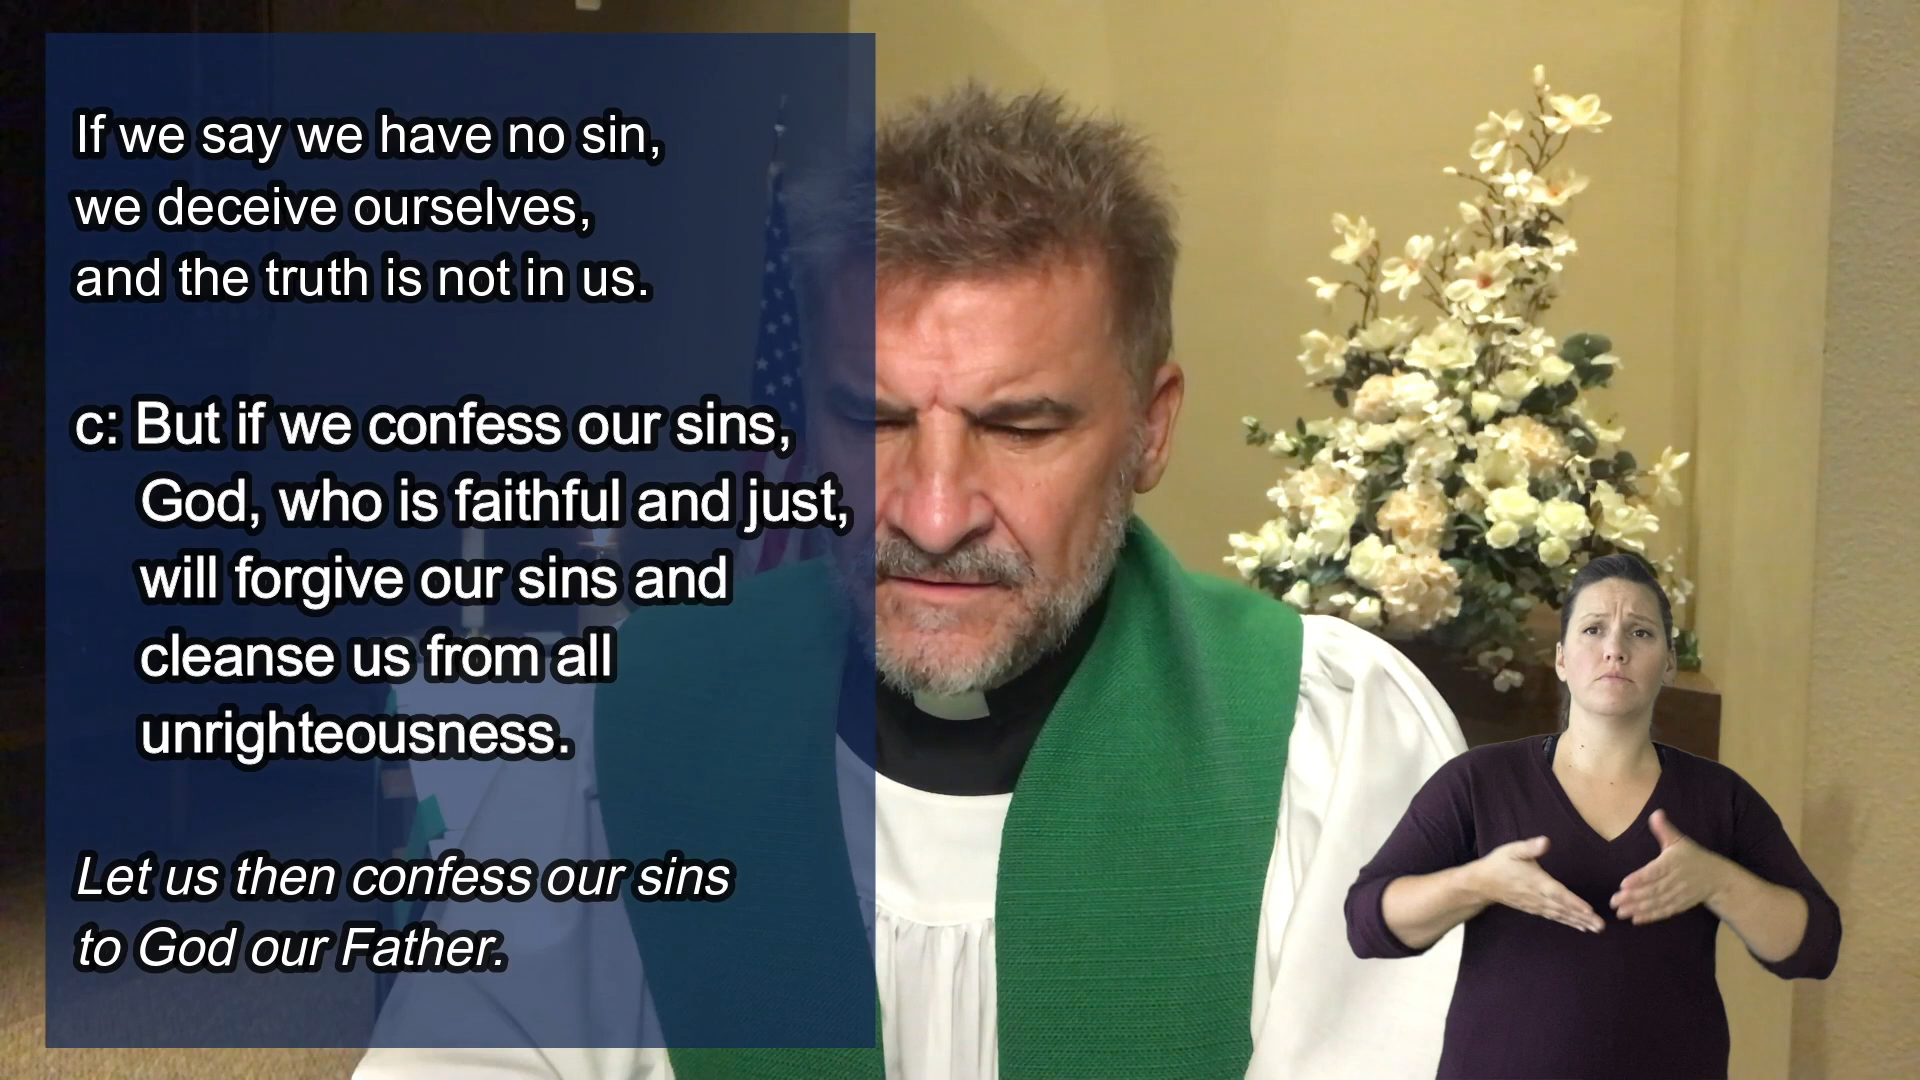 If we say we have no sin,
we deceive ourselves,
and the truth is not in us.
c: But if we confess our sins,
God, who is faithful and just,
will forgive our sins and
cleanse us from all
unrighteousness.
Let us then confess our sins
to God our Father.